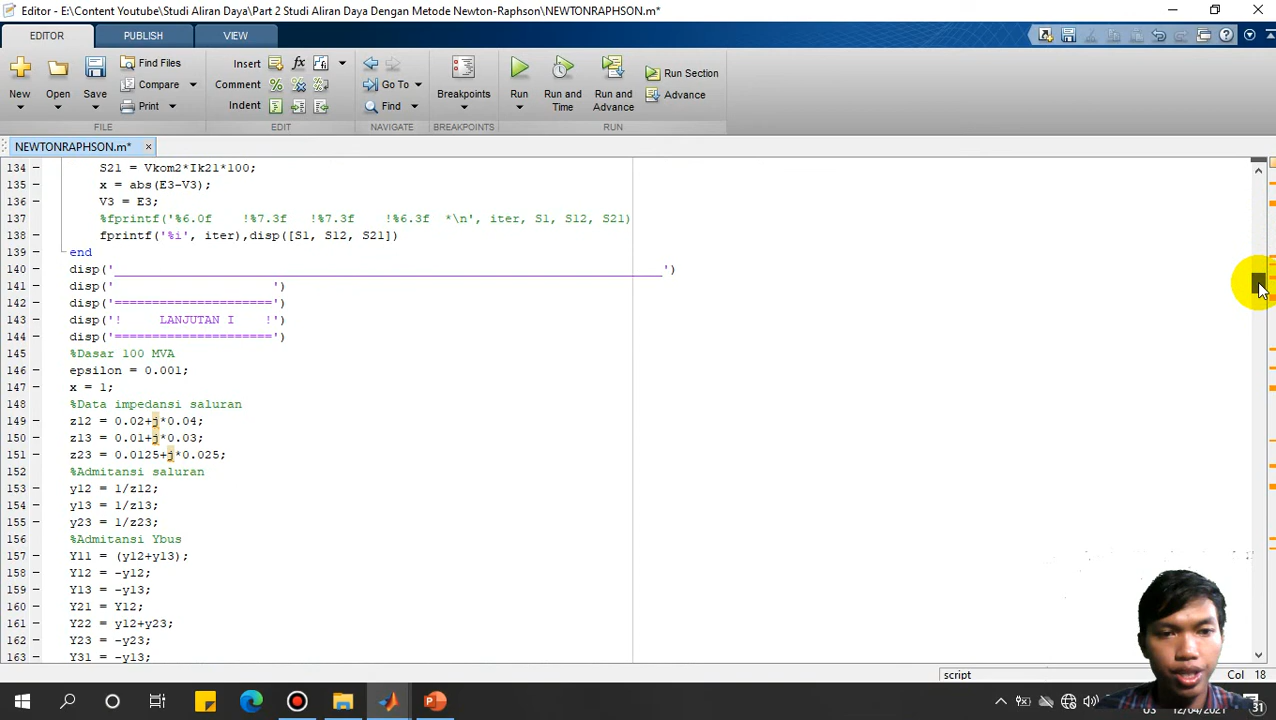 Editor - E:\Content Youtube\Studi Aliran Daya\Part 2 Studi Aliran Daya Dengan Metode Newton-Raphson\NEWTONRAPHSON.m*
EDITOR PUBLISH VIEW
New Open Save Find Files Compare Print
Insert Comment Indent
Go To Find
Breakpoints
Run Run and Time Run and Advance Run Section Advance
FILE EDIT NAVIGATE BREAKPOINTS RUN
NEWTONRAPHSON.m*
134 S21 = Vkom2*Ik21*100;
135 x = abs(E3-V3);
136 V3 = E3;
137 %fprintf('%6.0f !%7.3f !%7.3f !%6.3f *\n', iter, S1, S12, S21)
138 fprintf('%i', iter),disp([S1, S12, S21])
139 end
140 disp('_________________________________________________________________________')
141 disp(' ')
142 disp('=====================')
143 disp('! LANJUTAN I !')
144 disp('=====================')
145 %Dasar 100 MVA
146 epsilon = 0.001;
147 x = 1;
148 %Data impedansi saluran
149 z12 = 0.02+j*0.04;
150 z13 = 0.01+j*0.03;
151 z23 = 0.0125+j*0.025;
152 %Admitansi saluran
153 y12 = 1/z12;
154 y13 = 1/z13;
155 y23 = 1/z23;
156 %Admitansi Ybus
157 Y11 = (y12+y13);
158 Y12 = -y12;
159 Y13 = -y13;
160 Y21 = Y12;
161 Y22 = y12+y23;
162 Y23 = -y23;
163 Y31 = -y13;
script Col 18
12/04/2021
31